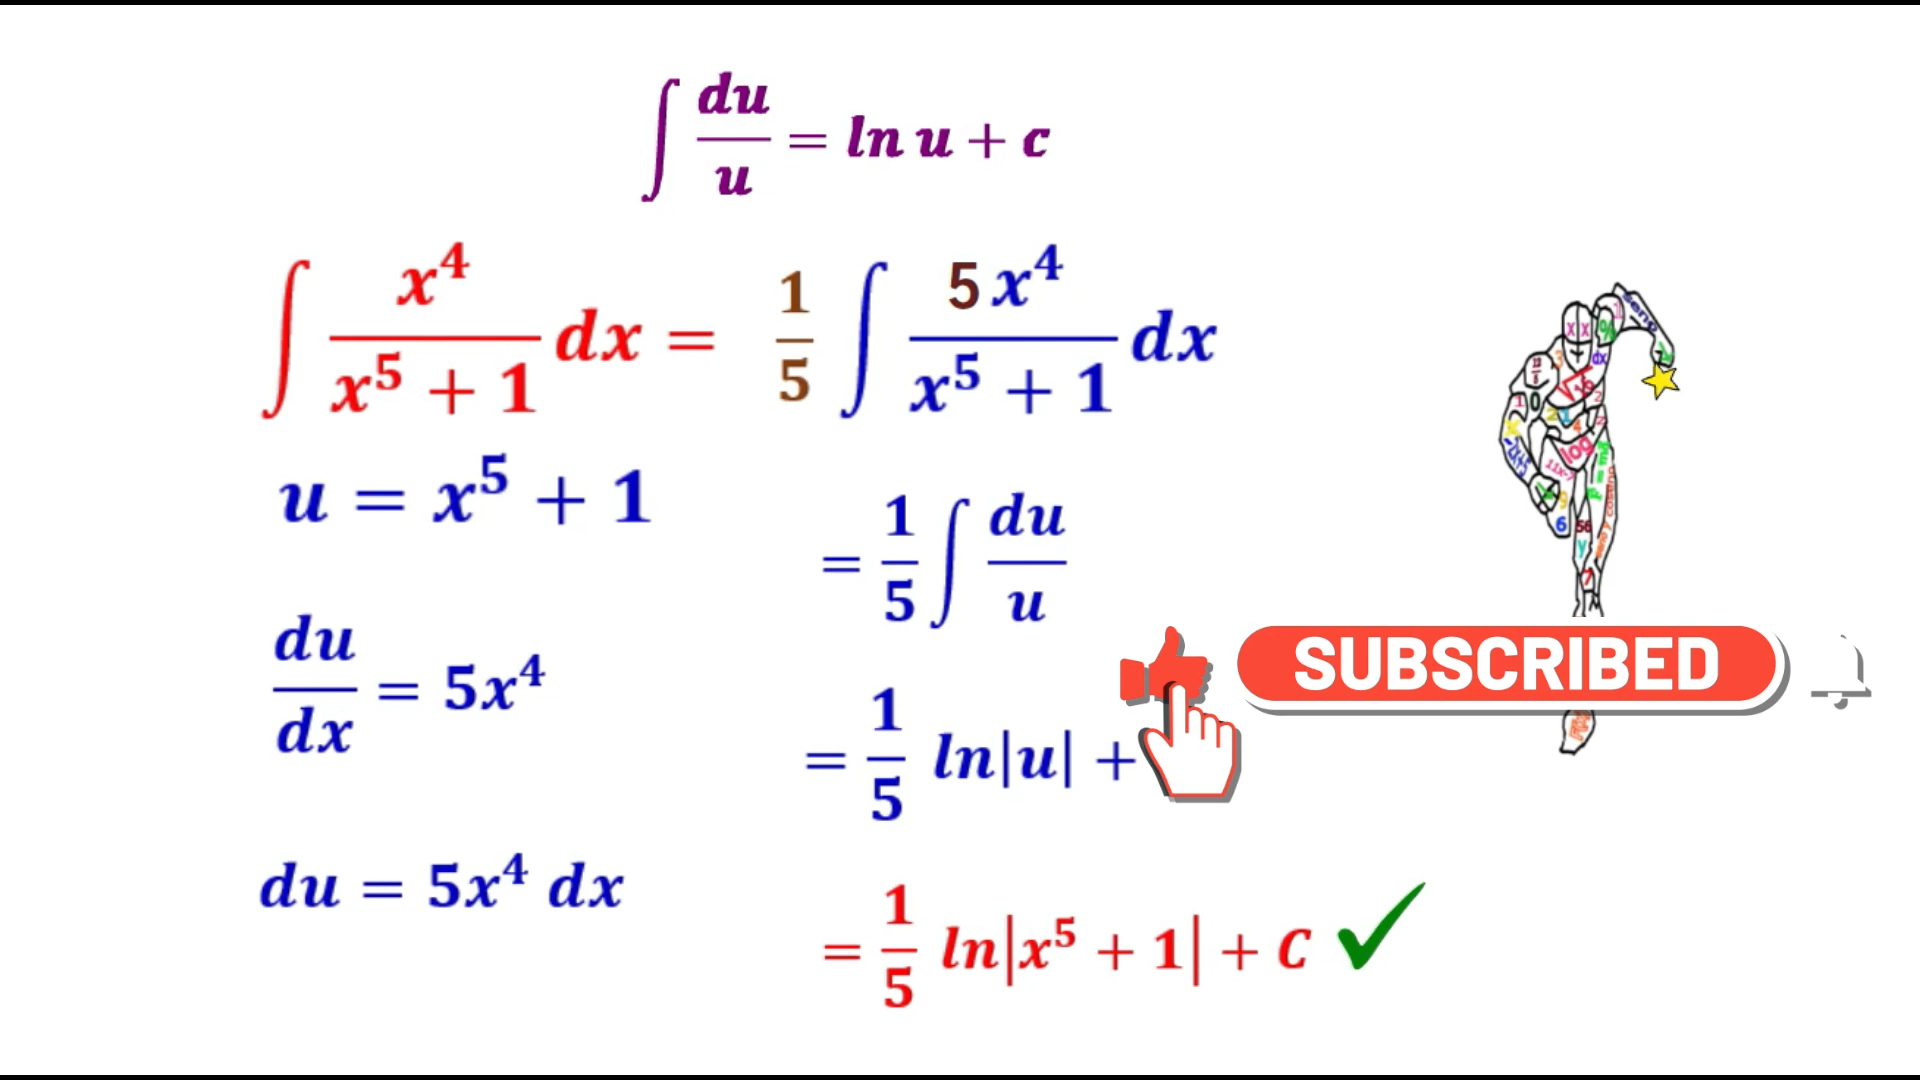 ∫ du/u = ln u + c
∫ x⁴/(x⁵ + 1) dx = 1/5 ∫ 5x⁴/(x⁵ + 1) dx
u = x⁵ + 1
= 1/5 ∫ du/u
du/dx = 5x⁴
= 1/5 ln|u| +
du = 5x⁴ dx
= 1/5 ln|x⁵ + 1| + C
SUBSCRIBED